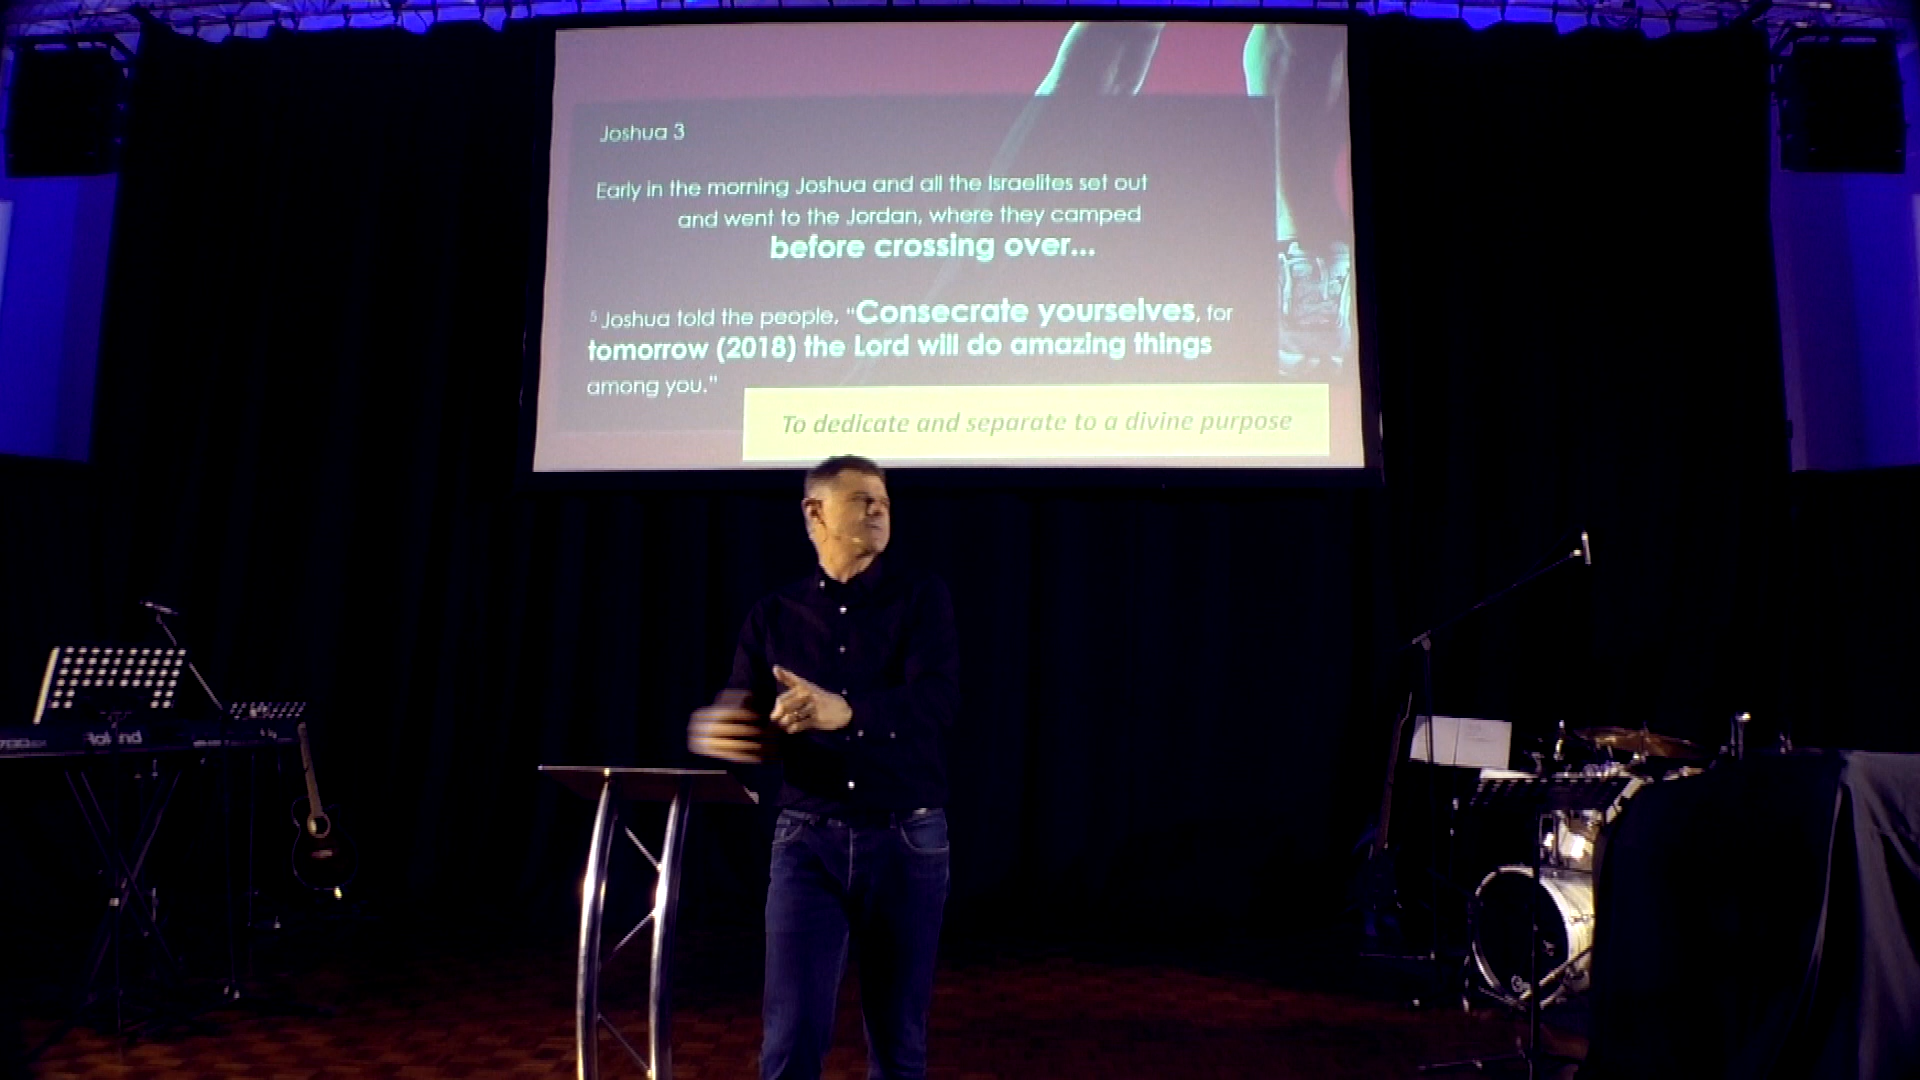 Joshua 3
Early in the morning Joshua and all the Israelites set out
and went to the Jordan, where they camped
before crossing over...
5 Joshua told the people, “Consecrate yourselves, for
tomorrow (2018) the Lord will do amazing things
among you.”
To dedicate and separate to a divine purpose
Roland